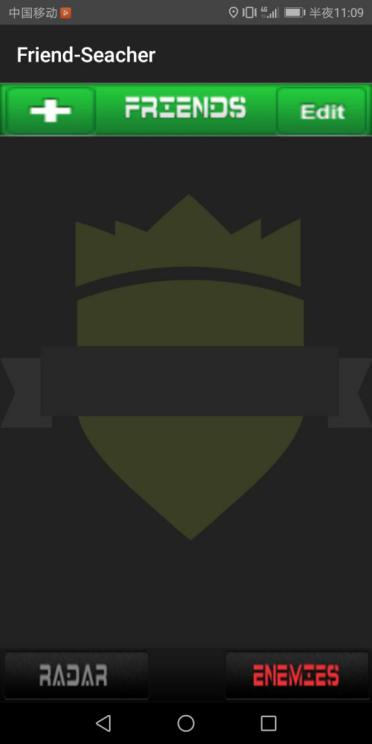 中国移动 半夜11:09
Friend-Seacher
FRIENDS Edit
RADAR ENEMIES